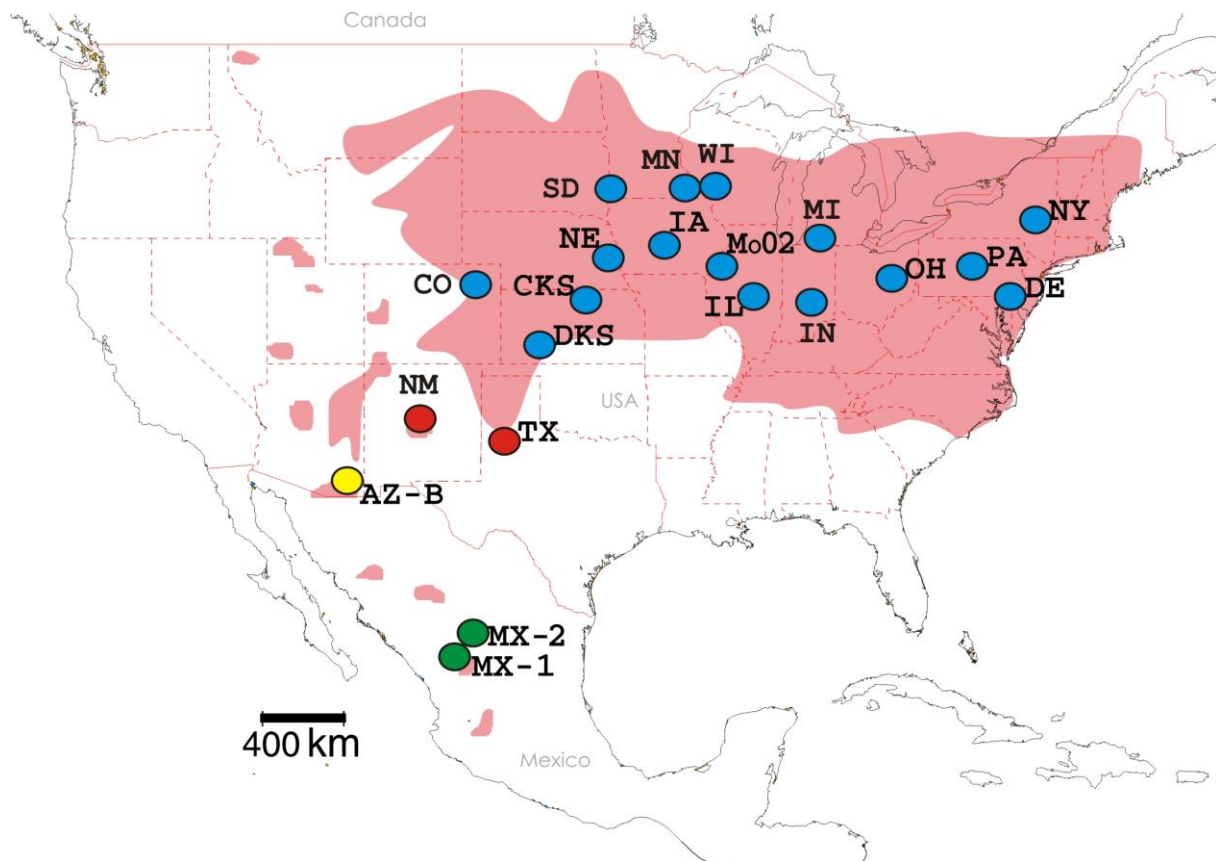 Canada
MN WI
SD
MI
NY
IA
NE
Mo02
PA
OH
CO
CKS
DE
IL
IN
DKS
NM
USA
TX
AZ-B
MX-2
MX-1
400 km
Mexico